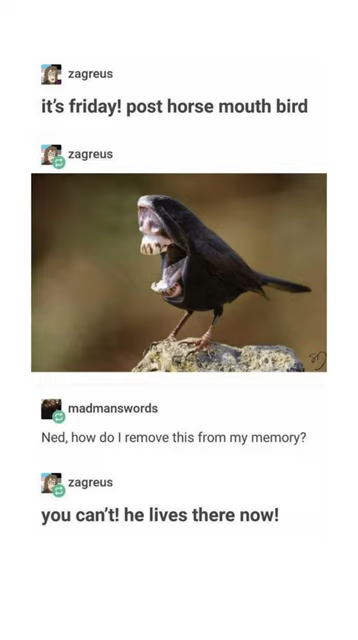 zagreus
it's friday! post horse mouth bird
zagreus
madmanswords
Ned, how do I remove this from my memory?
zagreus
you can't! he lives there now!